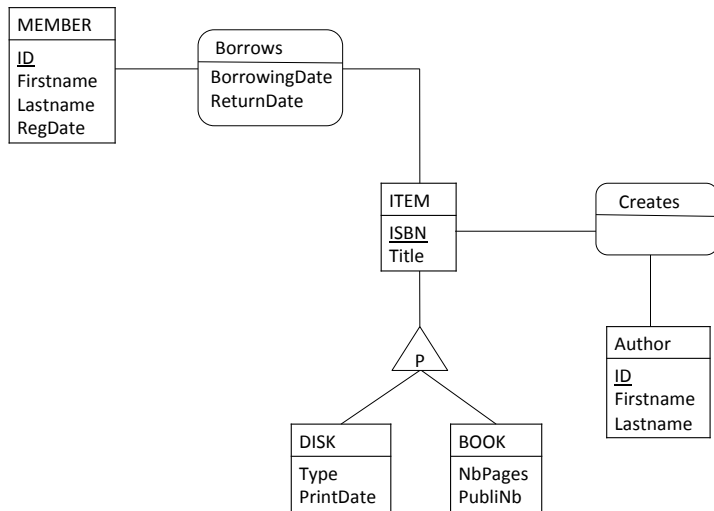 MEMBER
ID
Firstname
Lastname
RegDate
Borrows
BorrowingDate
ReturnDate
ITEM
ISBN
Title
Creates
Author
ID
Firstname
Lastname
P
DISK
Type
PrintDate
BOOK
NbPages
PubliNb